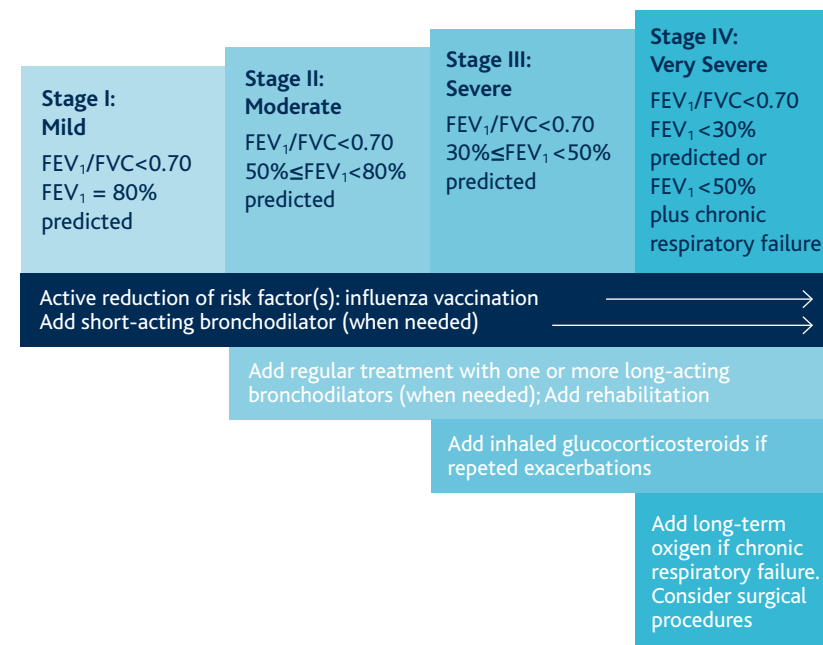 Stage I:
Mild
FEV₁/FVC<0.70
FEV₁ = 80%
predicted
Stage II:
Moderate
FEV₁/FVC<0.70
50%≤FEV₁<80%
predicted
Stage III:
Severe
FEV₁/FVC<0.70
30%≤FEV₁<50%
predicted
Stage IV:
Very Severe
FEV₁/FVC<0.70
FEV₁<30%
predicted or
FEV₁<50%
plus chronic
respiratory failure
Active reduction of risk factor(s): influenza vaccination
Add short-acting bronchodilator (when needed)
Add regular treatment with one or more long-acting
bronchodilators (when needed); Add rehabilitation
Add inhaled glucocorticosteroids if
repeted exacerbations
Add long-term
oxigen if chronic
respiratory failure.
Consider surgical
procedures